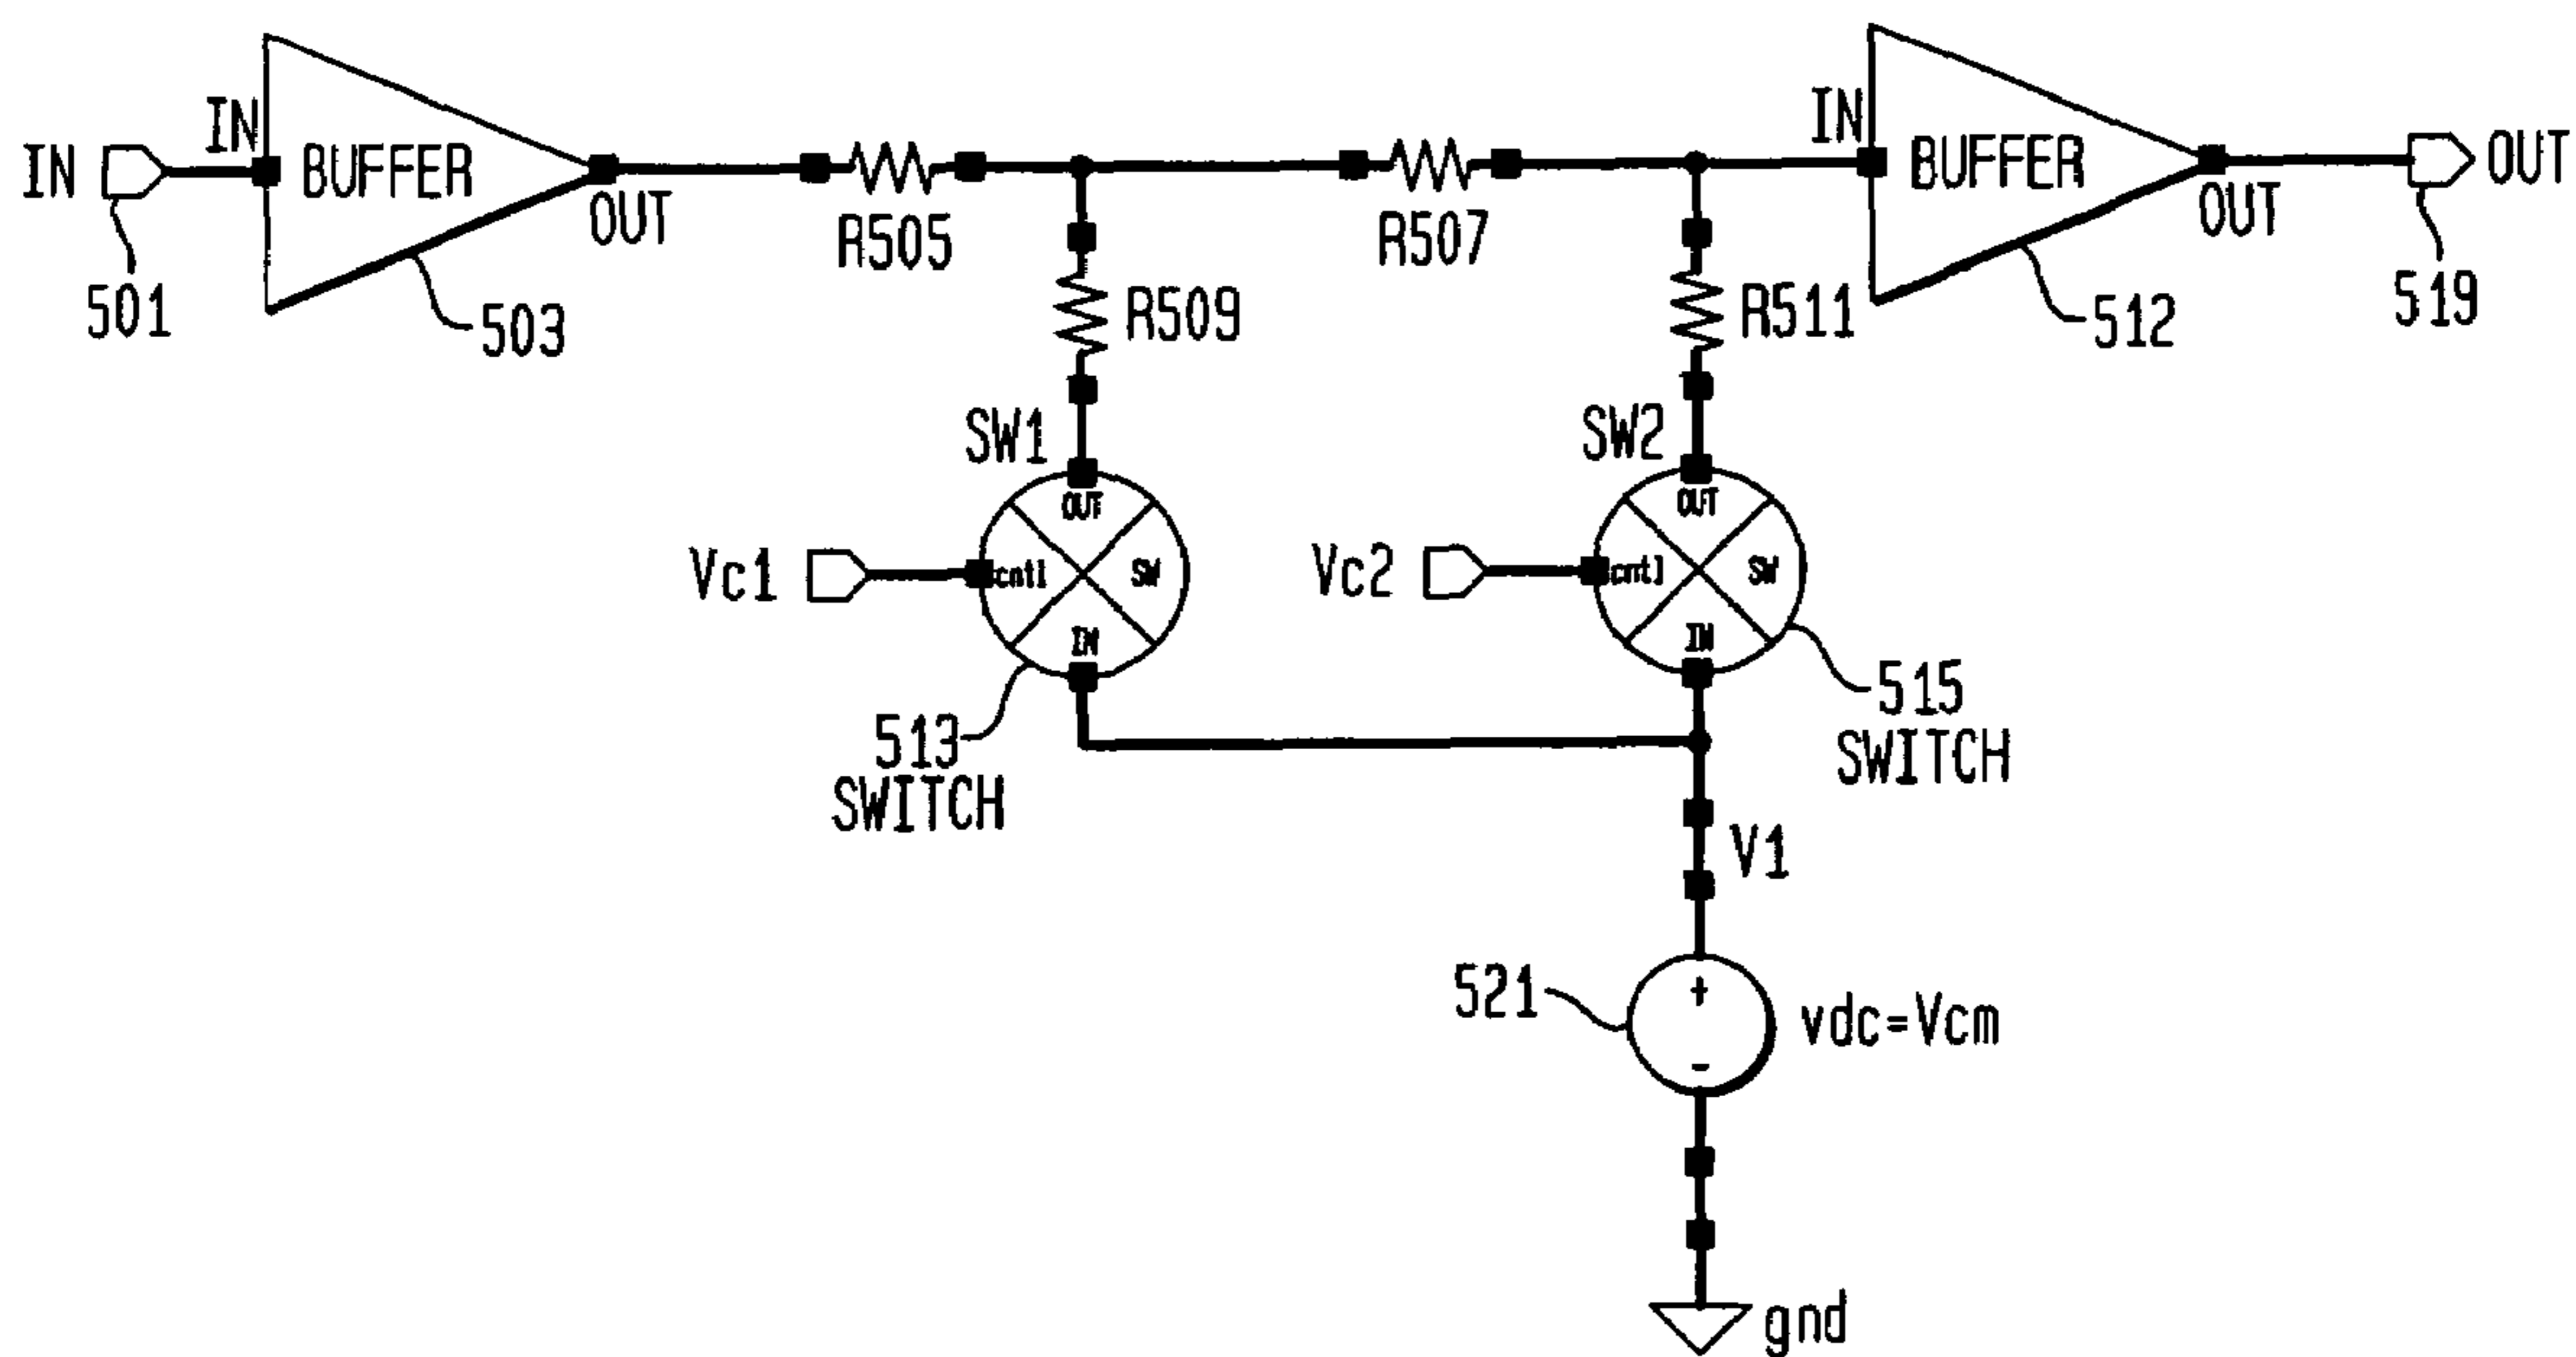 IN
IN
BUFFER
OUT
501
503
R505
R507
R509
R511
IN
BUFFER
OUT
OUT
512
519
SW1
OUT
cntl
SW
IN
Vc1
513
SWITCH
SW2
OUT
cntl
SW
IN
Vc2
515
SWITCH
V1
521
+
-
vdc=Vcm
gnd